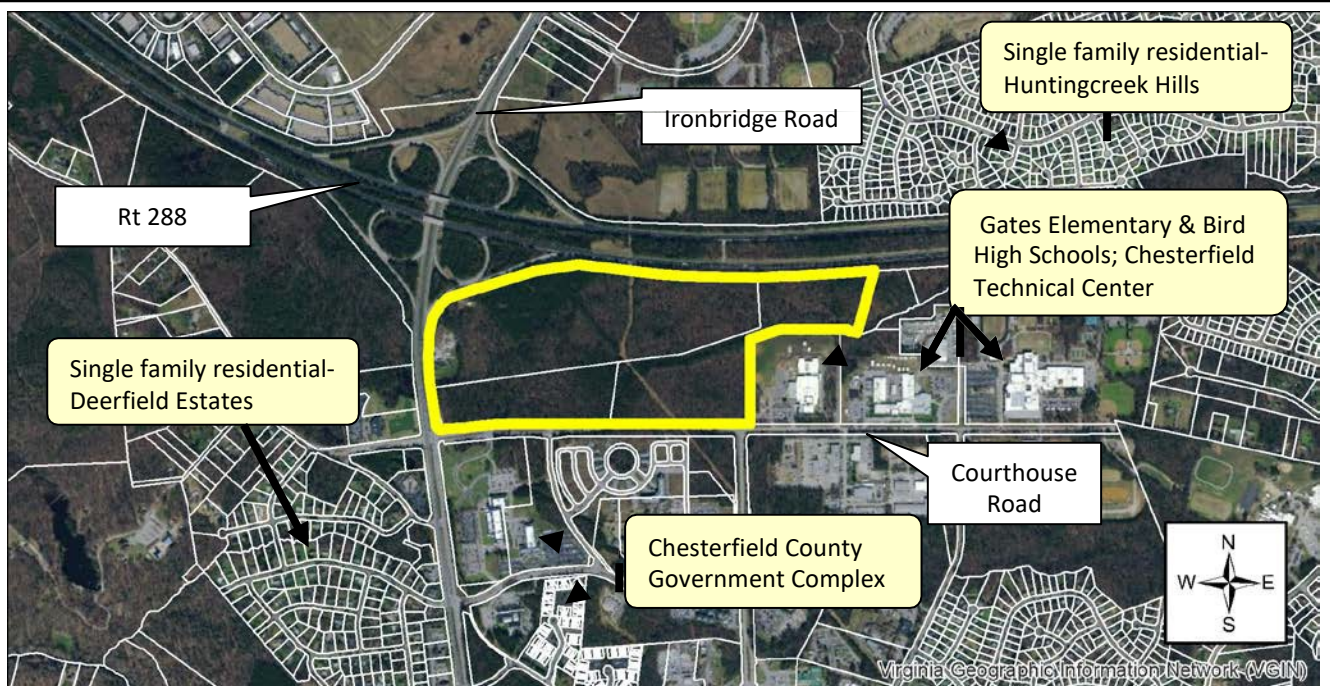 Single family residential-
Huntingcreek Hills
Ironbridge Road
Rt 288
Gates Elementary & Bird
High Schools; Chesterfield
Technical Center
Single family residential-
Deerfield Estates
Courthouse
Road
Chesterfield County
Government Complex
N
W E
S
Virginia Geographic Information Network (VGIN)